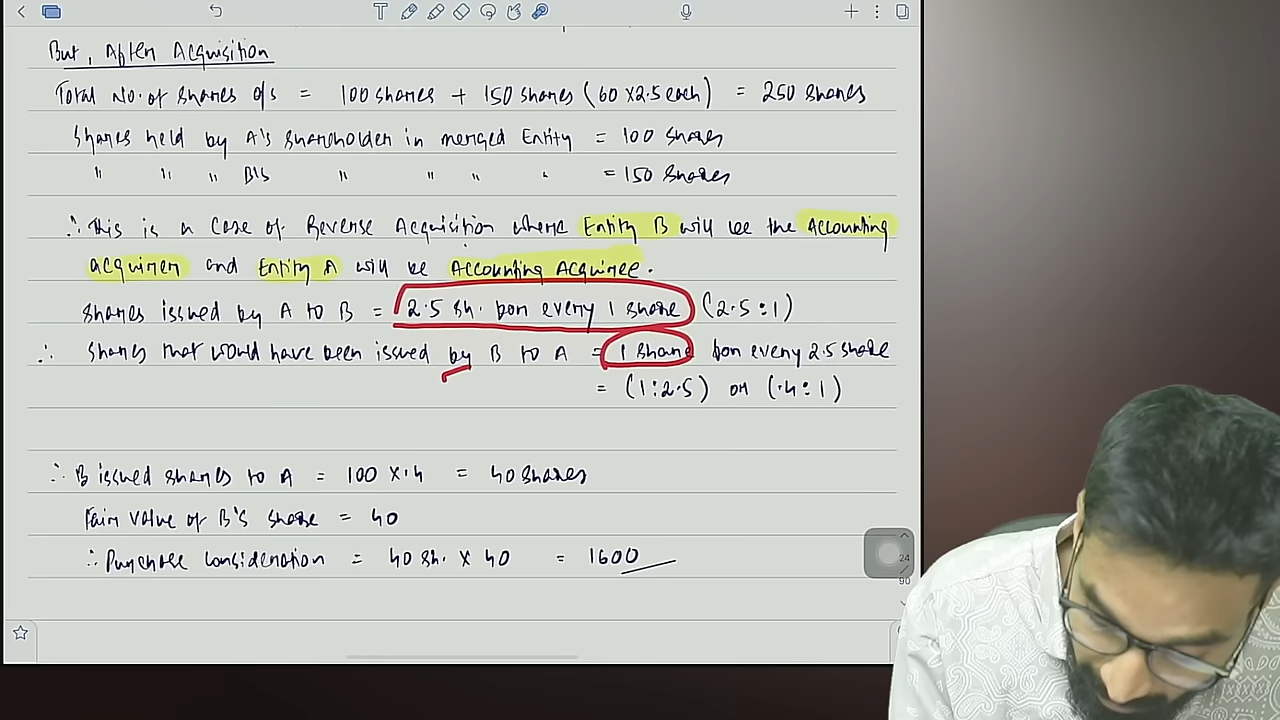 But, After Acquisition
Total No. of shares o/s = 100 shares + 150 shares (60 x 2.5 each) = 250 shares
Shares held by A's shareholder in merged Entity = 100 shares
" " " B's " " " " = 150 shares
∴ This is a case of Reverse Acquisition where Entity B will be the Accounting
acquirer and Entity A will be Accounting Acquiree.
shares issued by A to B = 2.5 sh. for every 1 share (2.5:1)
∴ shares that would have been issued by B to A = 1 share for every 2.5 share
= (1:2.5) or (.4:1)
∴ B issued shares to A = 100 x .4 = 40 shares
Fair value of B's share = 40
∴ Purchase consideration = 40 sh. x 40 = 1600
24
90